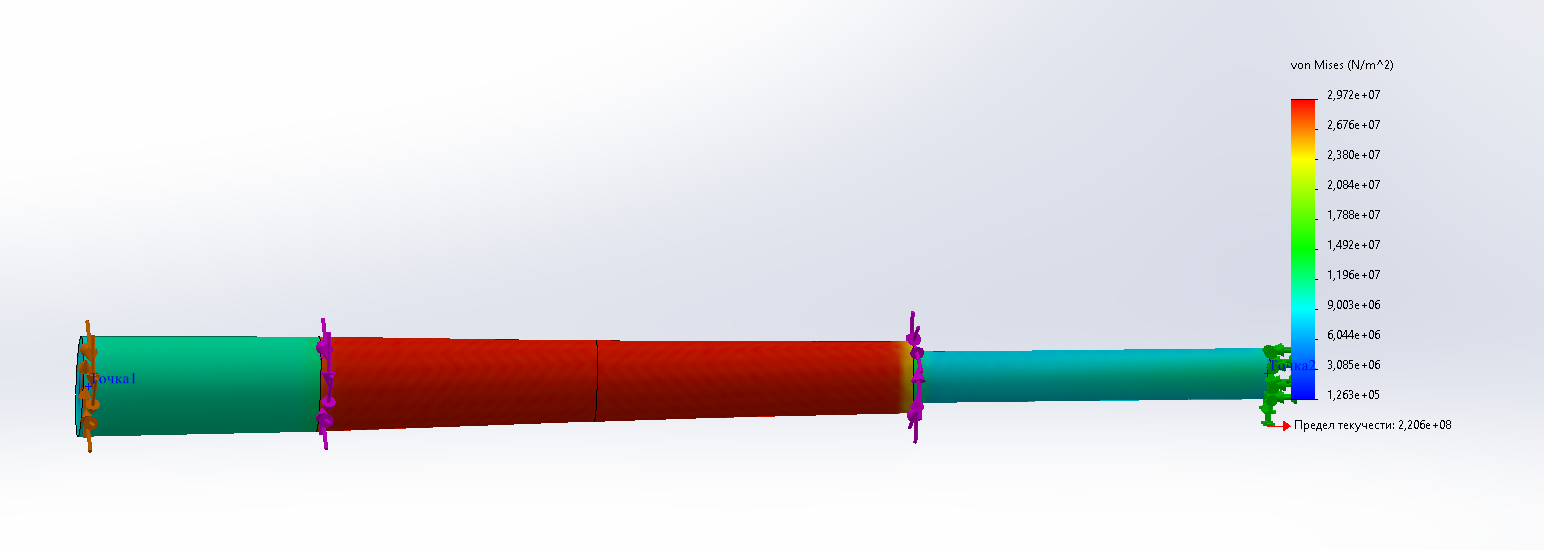 von Mises (N/m^2)
2,972e+07
2,676e+07
2,380e+07
2,084e+07
1,788e+07
1,492e+07
1,196e+07
9,003e+06
6,044e+06
3,085e+06
1,263e+05
Предел текучести: 2,206e+08
Точка1
Точка2